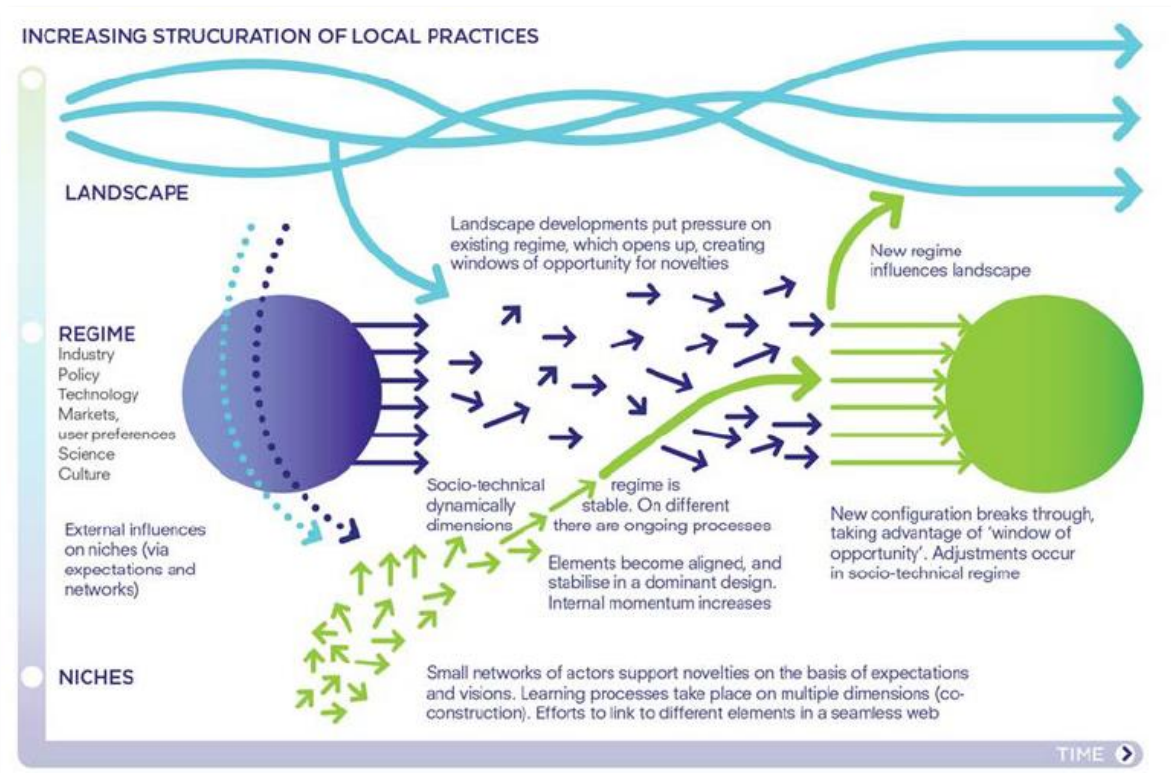 INCREASING STRUCURATION OF LOCAL PRACTICES
LANDSCAPE
Landscape developments put pressure on
existing regime, which opens up, creating
windows of opportunity for novelties
New regime
influences landscape
REGIME
Industry
Policy
Technology
Markets,
user preferences
Science
Culture
External influences
on niches (via
expectations and
networks)
Socio-technical regime is
dynamically stable. On different
dimensions there are ongoing processes
Elements become aligned, and
stabilise in a dominant design.
Internal momentum increases
New configuration breaks through,
taking advantage of ‘window of
opportunity’. Adjustments occur
in socio-technical regime
NICHES
Small networks of actors support novelties on the basis of expectations
and visions. Learning processes take place on multiple dimensions (co-
construction). Efforts to link to different elements in a seamless web
TIME